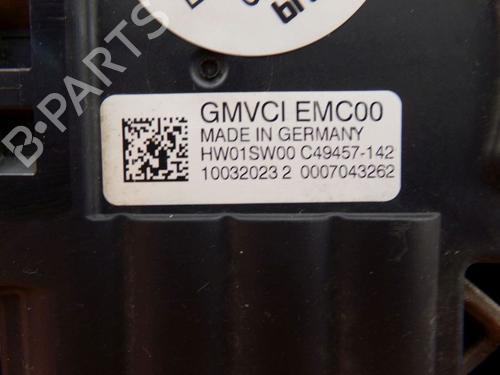 GMVCI EMC00
MADE IN GERMANY
HW01SW00 C49457-142
10032023 2 0007043262
B-PARTS